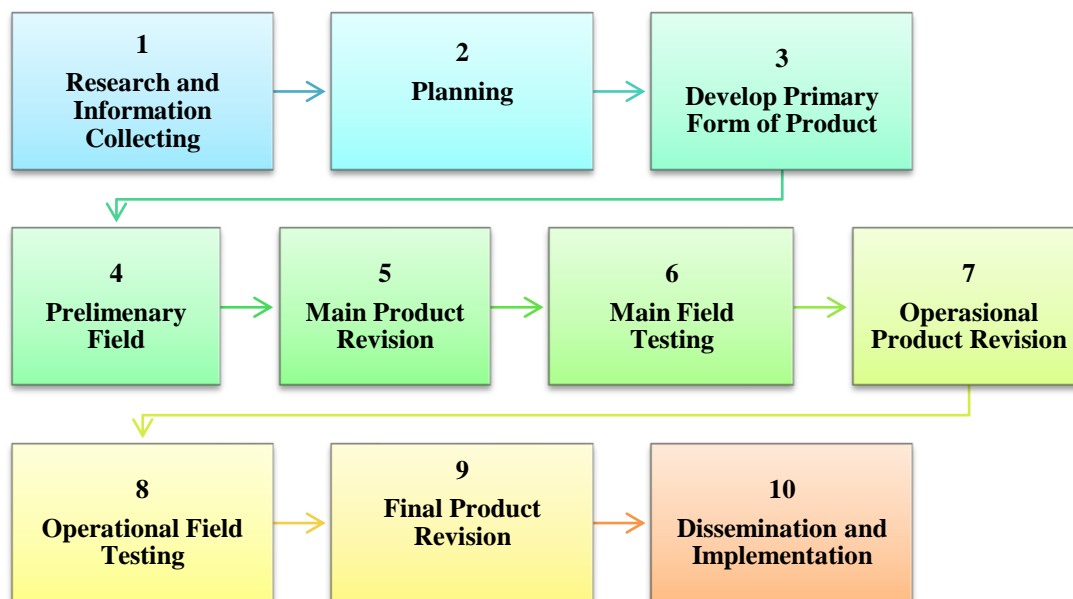 1
Research and
Information
Collecting
2
Planning
3
Develop Primary
Form of Product
4
Prelimenary
Field
5
Main Product
Revision
6
Main Field
Testing
7
Operasional
Product Revision
8
Operational Field
Testing
9
Final Product
Revision
10
Dissemination and
Implementation